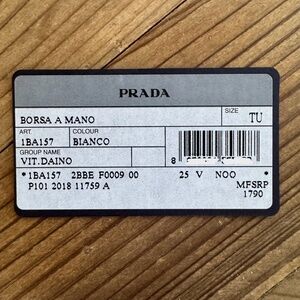 PRADA
BORSA A MANO
SIZE
TU
ART
COLOUR
1BA157
BIANCO
GROUP NAME
VIT.DAINO
8
*1BA157 2BBE F0009 00 25 V NOO *
P101 2018 11759 A MFSRP
1790